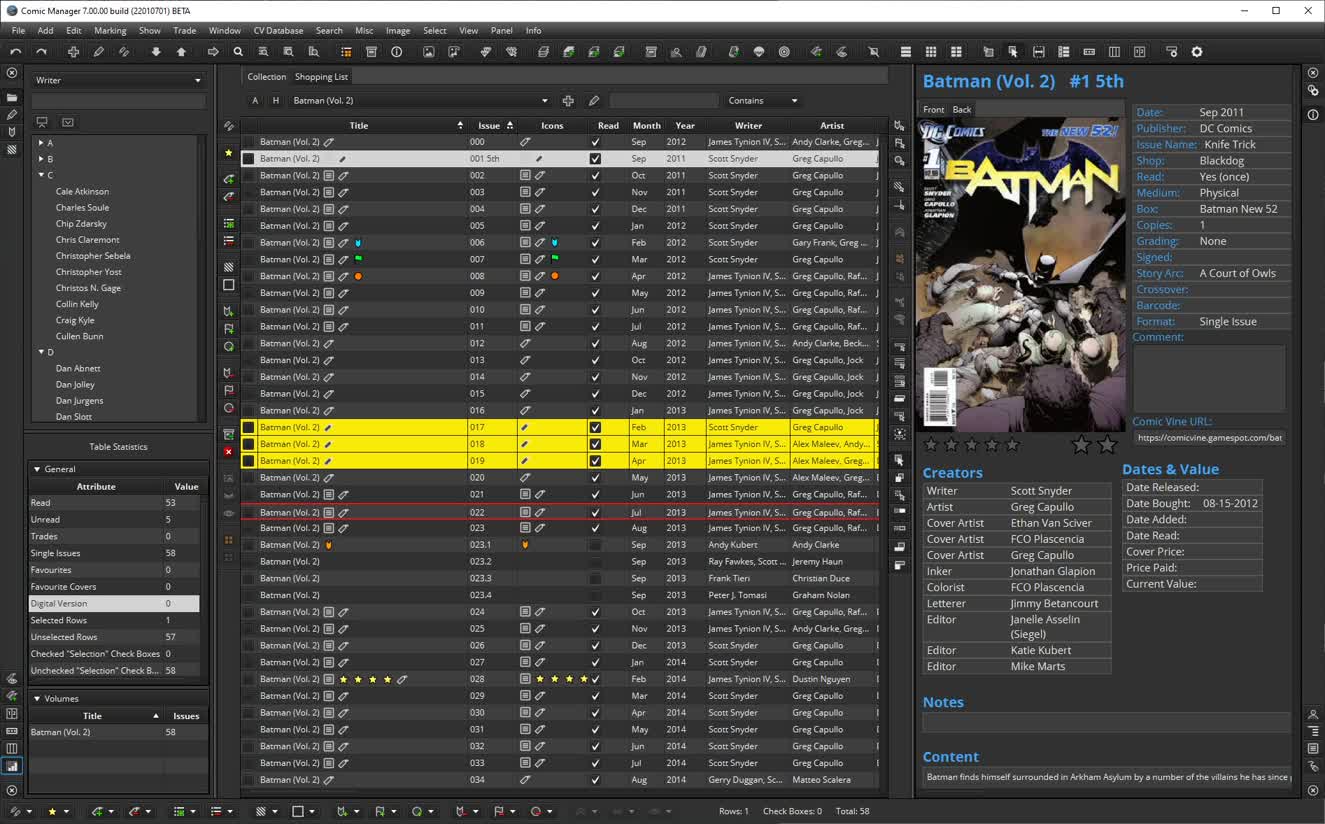 Comic Manager 7.00.00 build (22010701) BETA
File Add Edit Marking Show Trade Window CV Database Search Misc Image Select View Panel Info
Writer
A
B
C
Cale Atkinson
Charles Soule
Chip Zdarsky
Chris Claremont
Christopher Sebela
Christopher Yost
Christos N. Gage
Collin Kelly
Craig Kyle
Cullen Bunn
D
Dan Abnett
Dan Jolley
Dan Jurgens
Dan Slott
Table Statistics
General
Attribute Value
Read 53
Unread 5
Trades 0
Single Issues 58
Favourites 0
Favourite Covers 0
Digital Version 0
Selected Rows 1
Unselected Rows 57
Checked "Selection" Check Boxes 0
Unchecked "Selection" Check B... 58
Volumes
Title Issues
Batman (Vol. 2) 58
Collection Shopping List
A H Batman (Vol. 2) Contains
Title Issue Icons Read Month Year Writer Artist
Batman (Vol. 2) 000 Sep 2012 James Tynion IV, S... Andy Clarke, Greg...
Batman (Vol. 2) 001 5th Sep 2011 Scott Snyder Greg Capullo
Batman (Vol. 2) 002 Oct 2011 Scott Snyder Greg Capullo
Batman (Vol. 2) 003 Nov 2011 Scott Snyder Greg Capullo
Batman (Vol. 2) 004 Dec 2011 Scott Snyder Greg Capullo
Batman (Vol. 2) 005 Jan 2012 Scott Snyder Greg Capullo
Batman (Vol. 2) 006 Feb 2012 Scott Snyder Gary Frank, Greg ...
Batman (Vol. 2) 007 Mar 2012 Scott Snyder Greg Capullo
Batman (Vol. 2) 008 Apr 2012 James Tynion IV, S... Greg Capullo, Raf...
Batman (Vol. 2) 009 May 2012 James Tynion IV, S... Greg Capullo, Raf...
Batman (Vol. 2) 010 Jun 2012 James Tynion IV, S... Greg Capullo, Raf...
Batman (Vol. 2) 011 Jul 2012 James Tynion IV, S... Greg Capullo, Raf...
Batman (Vol. 2) 012 Aug 2012 James Tynion IV, S... Andy Clarke, Beck...
Batman (Vol. 2) 013 Oct 2012 James Tynion IV, S... Greg Capullo, Jock
Batman (Vol. 2) 014 Nov 2012 James Tynion IV, S... Greg Capullo, Jock
Batman (Vol. 2) 015 Dec 2012 James Tynion IV, S... Greg Capullo, Jock
Batman (Vol. 2) 016 Jan 2013 James Tynion IV, S... Greg Capullo, Jock
Batman (Vol. 2) 017 Feb 2013 Scott Snyder Greg Capullo
Batman (Vol. 2) 018 Mar 2013 James Tynion IV, S... Alex Maleev, Andy...
Batman (Vol. 2) 019 Apr 2013 James Tynion IV, S... Alex Maleev, Greg...
Batman (Vol. 2) 020 May 2013 James Tynion IV, S... Alex Maleev, Greg...
Batman (Vol. 2) 021 Jun 2013 James Tynion IV, S... Greg Capullo, Raf...
Batman (Vol. 2) 022 Jul 2013 James Tynion IV, S... Greg Capullo, Raf...
Batman (Vol. 2) 023 Aug 2013 James Tynion IV, S... Greg Capullo, Raf...
Batman (Vol. 2) 023.1 Sep 2013 Andy Kubert Andy Clarke
Batman (Vol. 2) 023.2 Sep 2013 Ray Fawkes, Scott ... Jeremy Haun
Batman (Vol. 2) 023.3 Sep 2013 Frank Tieri Christian Duce
Batman (Vol. 2) 023.4 Sep 2013 Peter J. Tomasi Graham Nolan
Batman (Vol. 2) 024 Oct 2013 James Tynion IV, S... Greg Capullo, Raf...
Batman (Vol. 2) 025 Nov 2013 James Tynion IV, S... Andy Clarke, Greg...
Batman (Vol. 2) 026 Dec 2013 James Tynion IV, S... Greg Capullo
Batman (Vol. 2) 027 Jan 2014 Scott Snyder Greg Capullo
Batman (Vol. 2) 028 Feb 2014 James Tynion IV, S... Dustin Nguyen
Batman (Vol. 2) 029 Mar 2014 Scott Snyder Greg Capullo
Batman (Vol. 2) 030 Apr 2014 Scott Snyder Greg Capullo
Batman (Vol. 2) 031 May 2014 Scott Snyder Greg Capullo
Batman (Vol. 2) 032 Jun 2014 Scott Snyder Greg Capullo
Batman (Vol. 2) 033 Jul 2014 Scott Snyder Greg Capullo
Batman (Vol. 2) 034 Aug 2014 Gerry Duggan, Sc... Matteo Scalera
Batman (Vol. 2) #1 5th
Front Back
DC COMICS
THE NEW 52!
#1
BATMAN
SCOTT
SNYDER
GREG
CAPULLO
JONATHAN
GLAPION
Date: Sep 2011
Publisher: DC Comics
Issue Name: Knife Trick
Shop: Blackdog
Read: Yes (once)
Medium: Physical
Box: Batman New 52
Copies: 1
Grading: None
Signed:
Story Arc: A Court of Owls
Crossover:
Barcode:
Format: Single Issue
Comment:
Comic Vine URL:
https://comicvine.gamespot.com/bat
Creators
Writer Scott Snyder
Artist Greg Capullo
Cover Artist Ethan Van Sciver
Cover Artist FCO Plascencia
Cover Artist Greg Capullo
Inker Jonathan Glapion
Colorist FCO Plascencia
Letterer Jimmy Betancourt
Editor Janelle Asselin
(Siegel)
Editor Katie Kubert
Editor Mike Marts
Dates & Value
Date Released:
Date Bought: 08-15-2012
Date Added:
Date Read:
Cover Price:
Price Paid:
Current Value:
Notes
Content
Batman finds himself surrounded in Arkham Asylum by a number of the villains he has since
Rows: 1 Check Boxes: 0 Total: 58